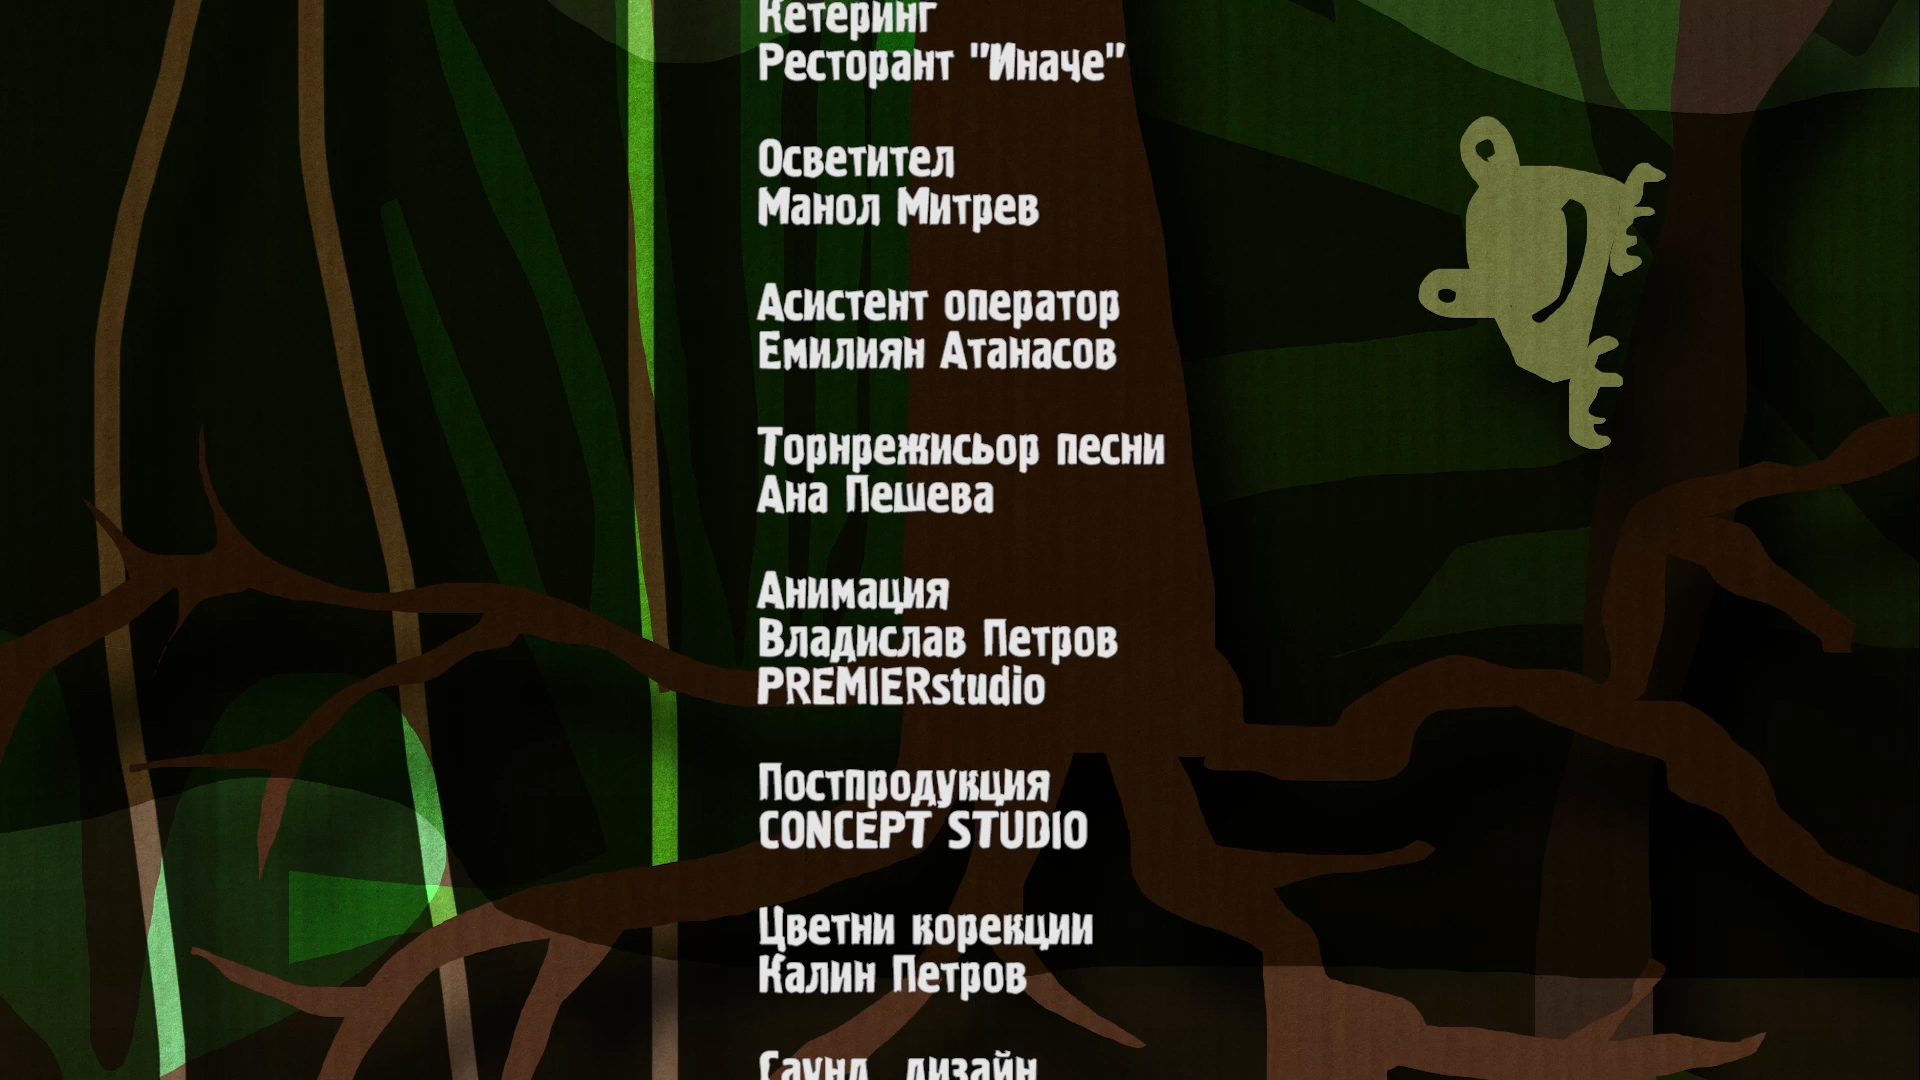 Кетеринг
Ресторант "Иначе"
Осветител
Манол Митрев
Асистент оператор
Емилиян Атанасов
Торнрежисьор песни
Ана Пешева
Анимация
Владислав Петров
PREMIERstudio
Постпродукция
CONCEPT STUDIO
Цветни корекции
Калин Петров
Саунд дизайн